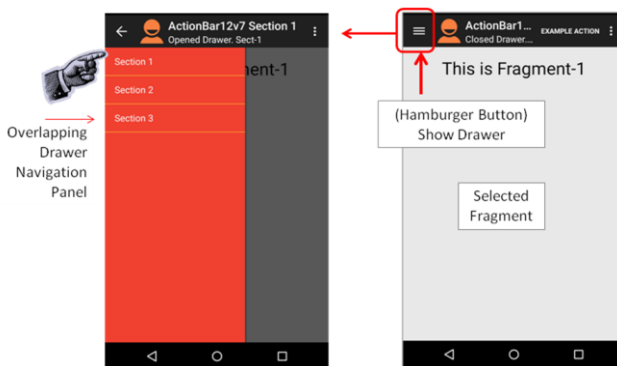 ActionBar12v7 Section 1
Opened Drawer. Sect-1
Section 1
Section 2
Section 3
nent-1
Overlapping
Drawer
Navigation
Panel
ActionBar1...
Closed Drawer...
EXAMPLE ACTION
This is Fragment-1
(Hamburger Button)
Show Drawer
Selected
Fragment